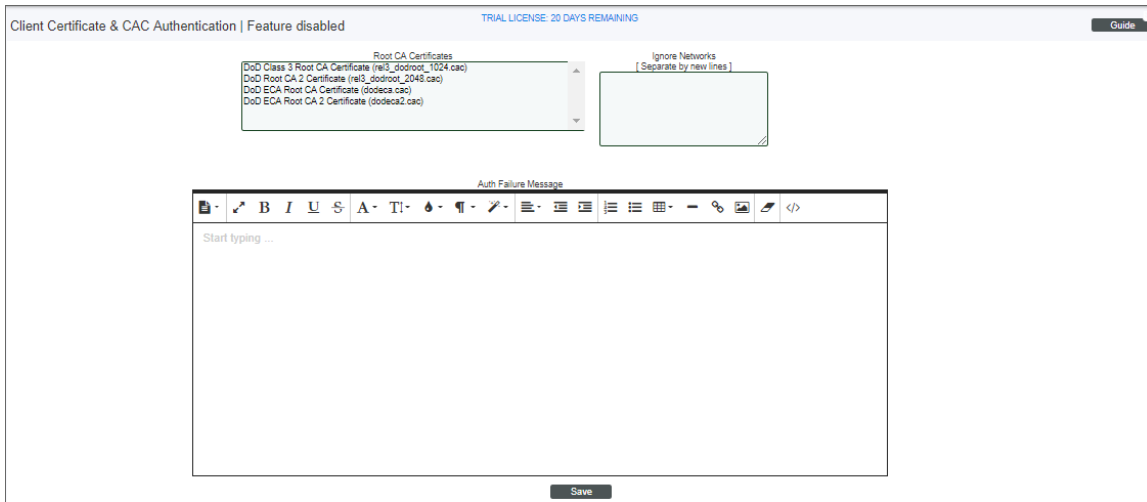 TRIAL LICENSE: 20 DAYS REMAINING
Client Certificate & CAC Authentication | Feature disabled
Guide
Root CA Certificates
DoD Class 3 Root CA Certificate (rel3_dodroot_1024.cac)
DoD Root CA 2 Certificate (rel3_dodroot_2048.cac)
DoD ECA Root CA Certificate (dodeca.cac)
DoD ECA Root CA 2 Certificate (dodeca2.cac)
Ignore Networks
[ Separate by new lines ]
Auth Failure Message
B I U S A T ¶ </>
Start typing ...
Save